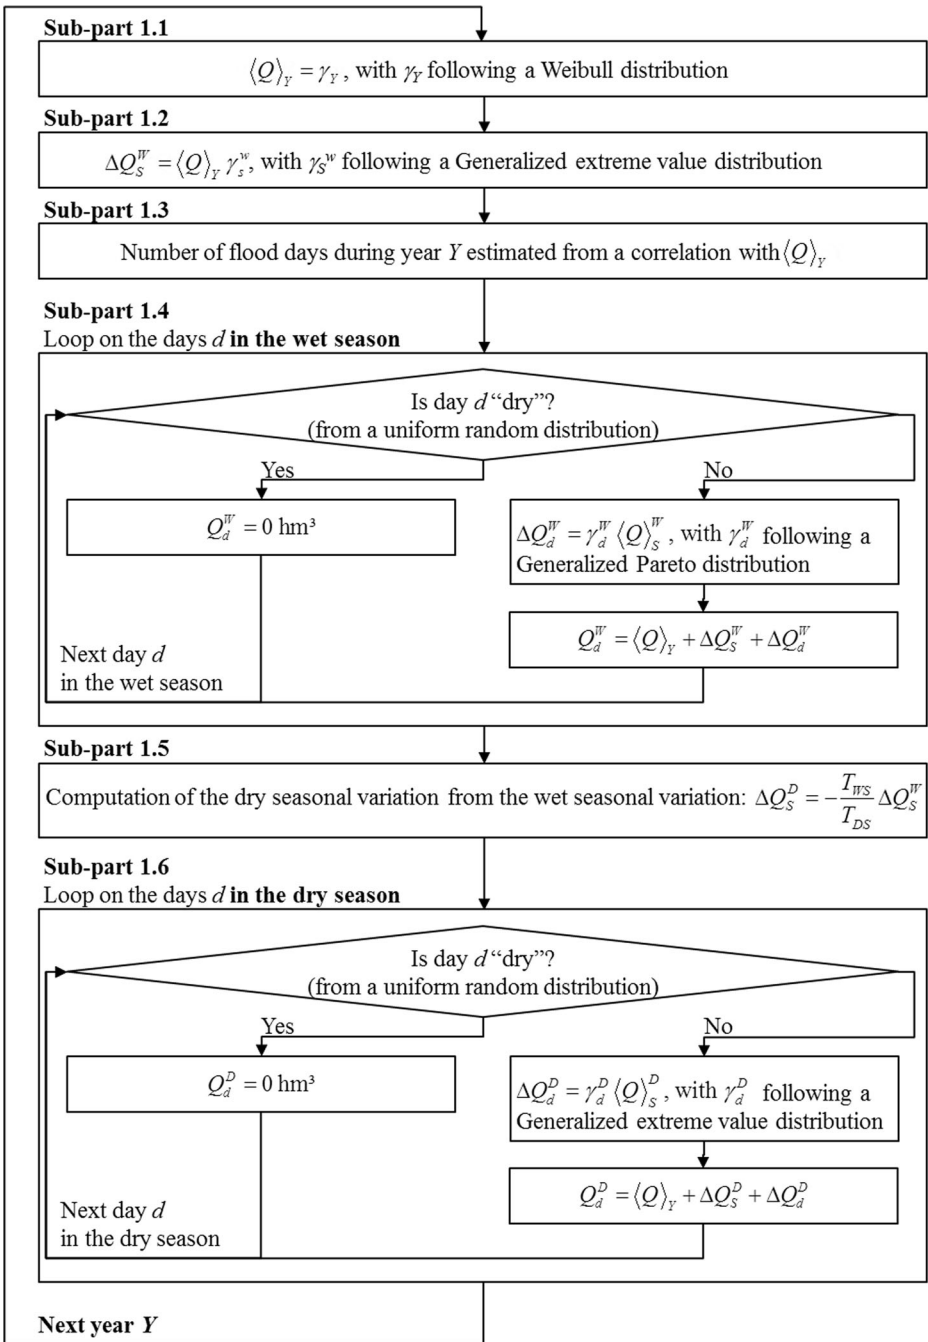 Sub-part 1.1
⟨Q⟩_Y = γ_Y , with γ_Y following a Weibull distribution
Sub-part 1.2
ΔQ_S^W = ⟨Q⟩_Y γ_s^w, with γ_S^w following a Generalized extreme value distribution
Sub-part 1.3
Number of flood days during year Y estimated from a correlation with ⟨Q⟩_Y
Sub-part 1.4
Loop on the days d in the wet season
Is day d “dry”?
(from a uniform random distribution)
Yes
No
Q_d^W = 0 hm³
ΔQ_d^W = γ_d^W ⟨Q⟩_S^W , with γ_d^W following a
Generalized Pareto distribution
Q_d^W = ⟨Q⟩_Y + ΔQ_S^W + ΔQ_d^W
Next day d
in the wet season
Sub-part 1.5
Computation of the dry seasonal variation from the wet seasonal variation: ΔQ_S^D = −(T_WS/T_DS) ΔQ_S^W
Sub-part 1.6
Loop on the days d in the dry season
Is day d “dry”?
(from a uniform random distribution)
Yes
No
Q_d^D = 0 hm³
ΔQ_d^D = γ_d^D ⟨Q⟩_S^D , with γ_d^D following a
Generalized extreme value distribution
Q_d^D = ⟨Q⟩_Y + ΔQ_S^D + ΔQ_d^D
Next day d
in the dry season
Next year Y